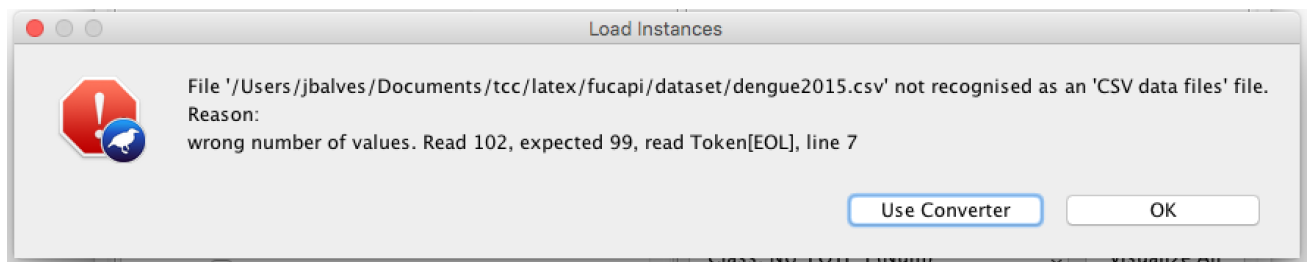 Load Instances
File '/Users/jbalves/Documents/tcc/latex/fucapi/dataset/dengue2015.csv' not recognised as an 'CSV data files' file.
Reason:
wrong number of values. Read 102, expected 99, read Token[EOL], line 7
Use Converter
OK